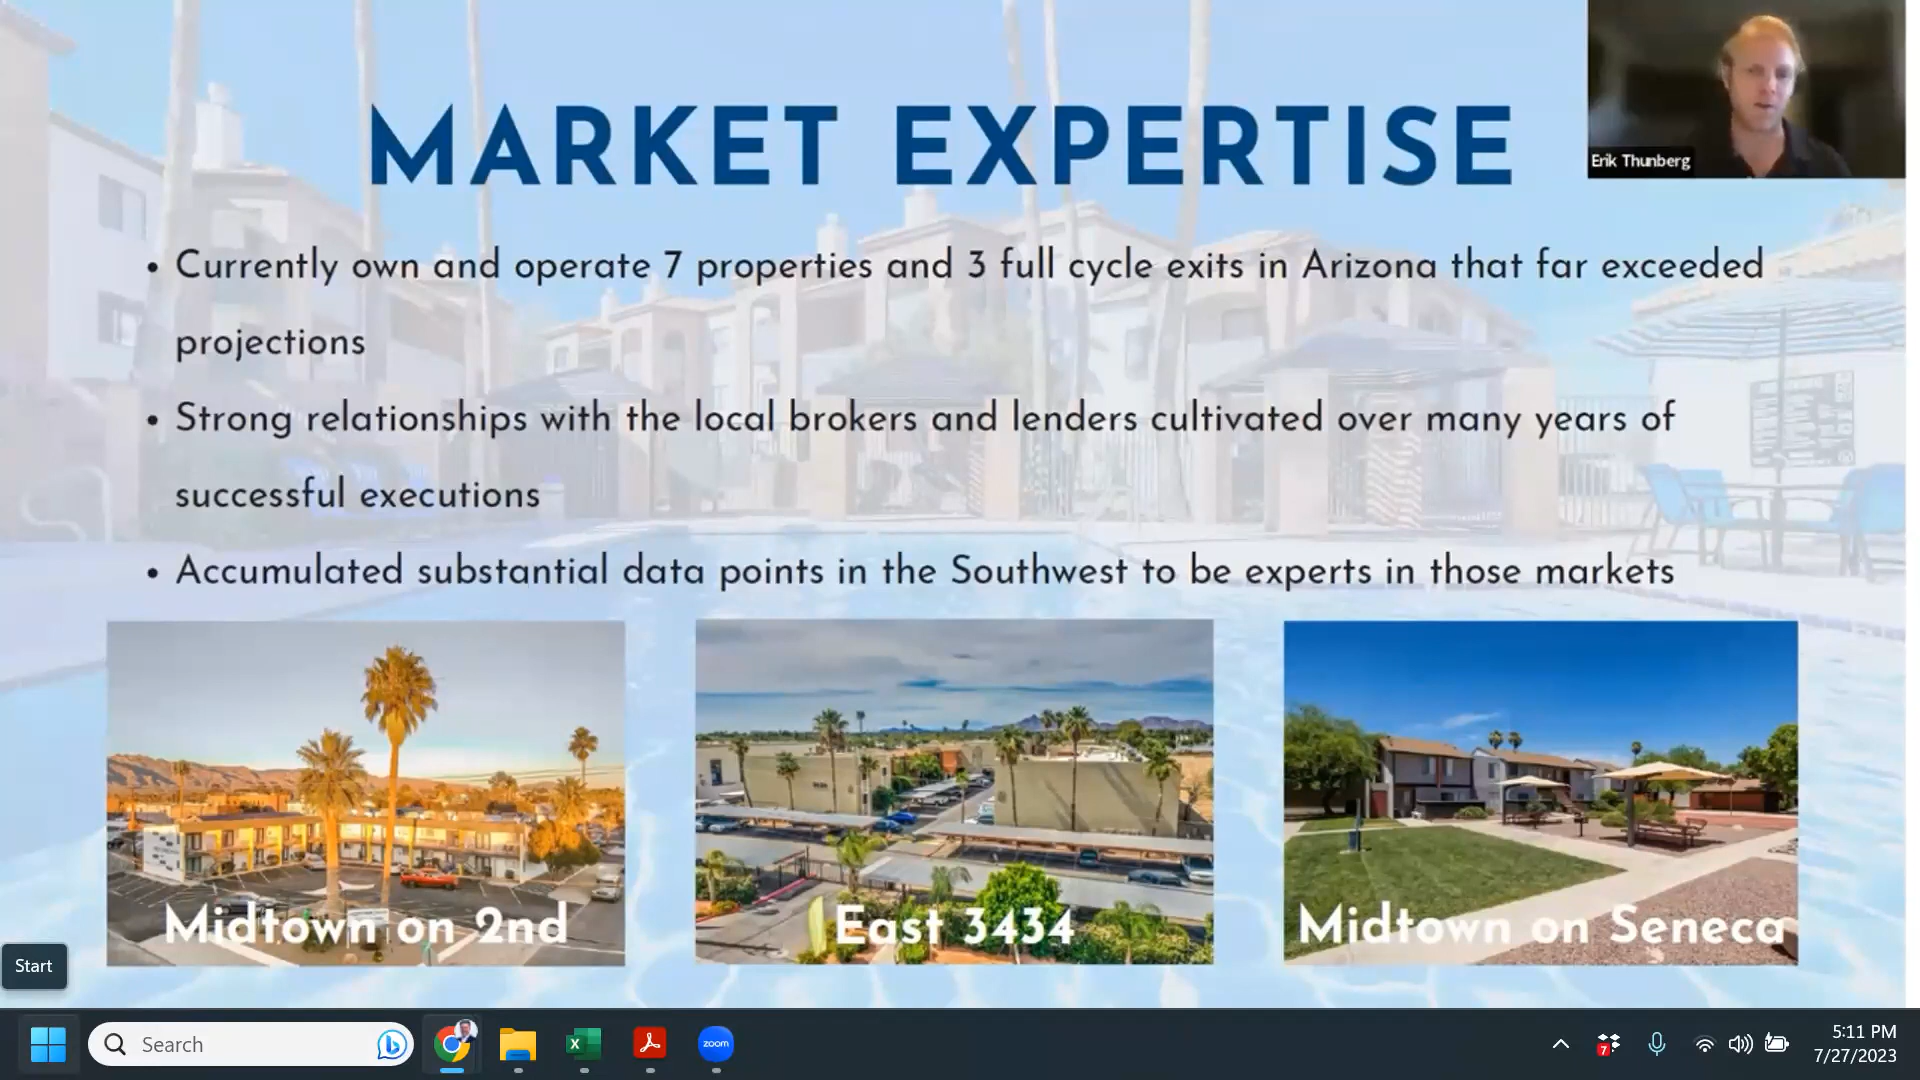 MARKET EXPERTISE
Erik Thunberg
• Currently own and operate 7 properties and 3 full cycle exits in Arizona that far exceeded
projections
• Strong relationships with the local brokers and lenders cultivated over many years of
successful executions
• Accumulated substantial data points in the Southwest to be experts in those markets
Midtown on 2nd
East 3434
Midtown on Seneca
Start
Search
zoom
7
5:11 PM
7/27/2023